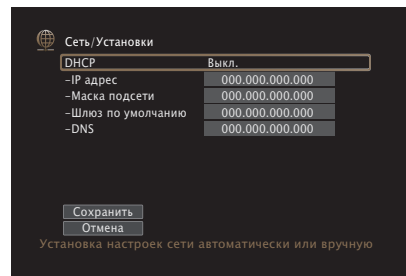 Сеть/Установки
DHCP Выкл.
–IP адрес 000.000.000.000
–Маска подсети 000.000.000.000
–Шлюз по умолчанию 000.000.000.000
–DNS 000.000.000.000
Сохранить
Отмена
Установка настроек сети автоматически или вручную